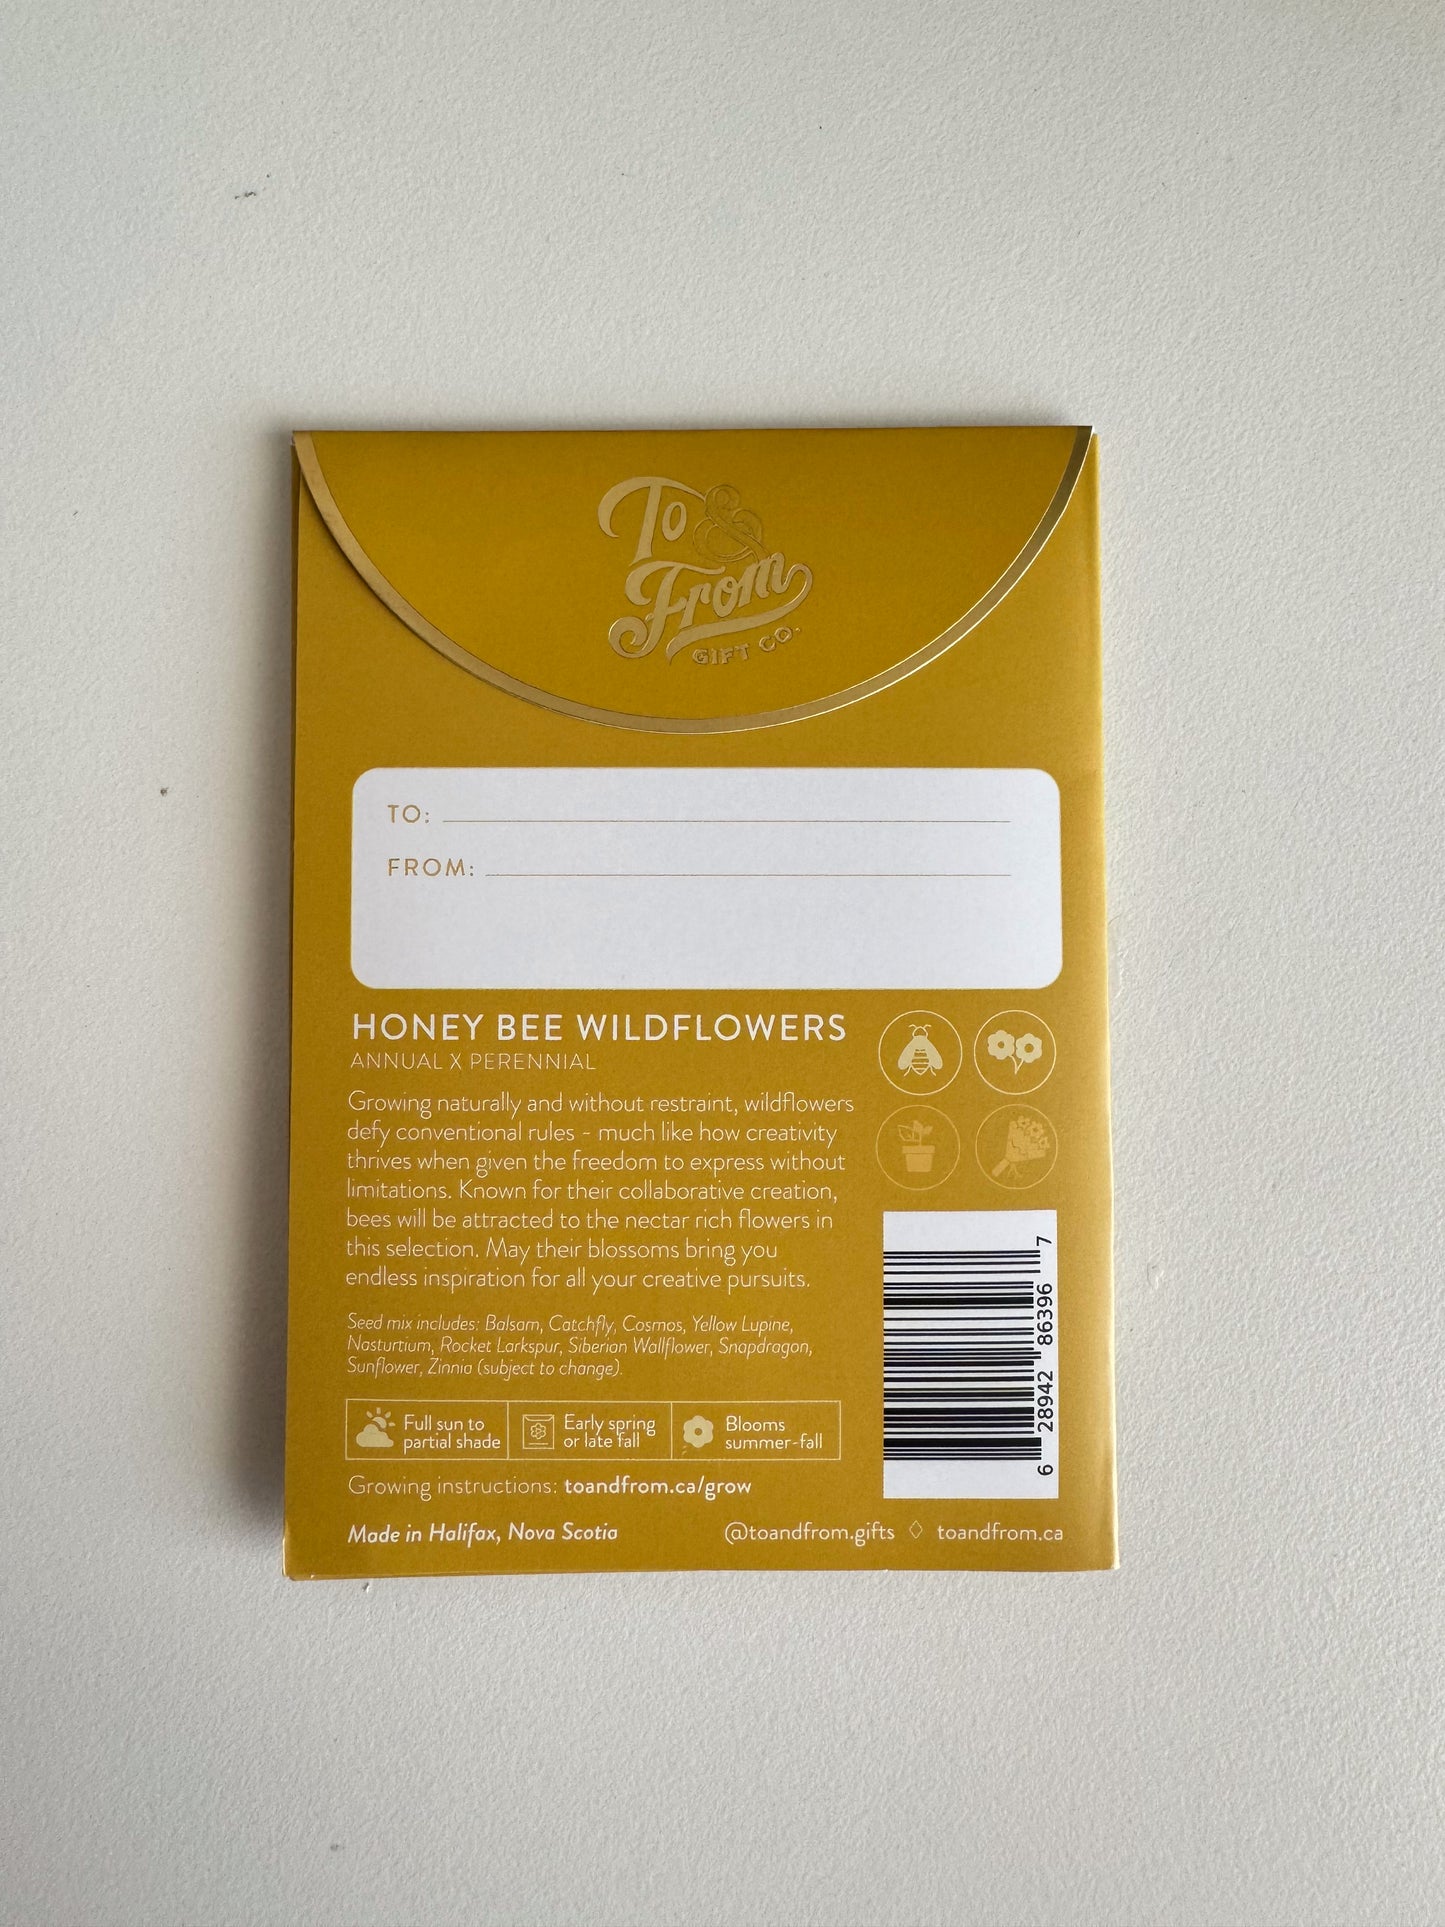 To &
From
GIFT CO.
TO:
FROM:
HONEY BEE WILDFLOWERS
ANNUAL X PERENNIAL
Growing naturally and without restraint, wildflowers
defy conventional rules - much like how creativity
thrives when given the freedom to express without
limitations. Known for their collaborative creation,
bees will be attracted to the nectar rich flowers in
this selection. May their blossoms bring you
endless inspiration for all your creative pursuits.
Seed mix includes: Balsam, Catchfly, Cosmos, Yellow Lupine,
Nasturtium, Rocket Larkspur, Siberian Wallflower, Snapdragon,
Sunflower, Zinnia (subject to change).
Full sun to
partial shade
Early spring
or late fall
Blooms
summer-fall
6 28942 86396 7
Growing instructions: toandfrom.ca/grow
Made in Halifax, Nova Scotia
@toandfrom.gifts ◊ toandfrom.ca